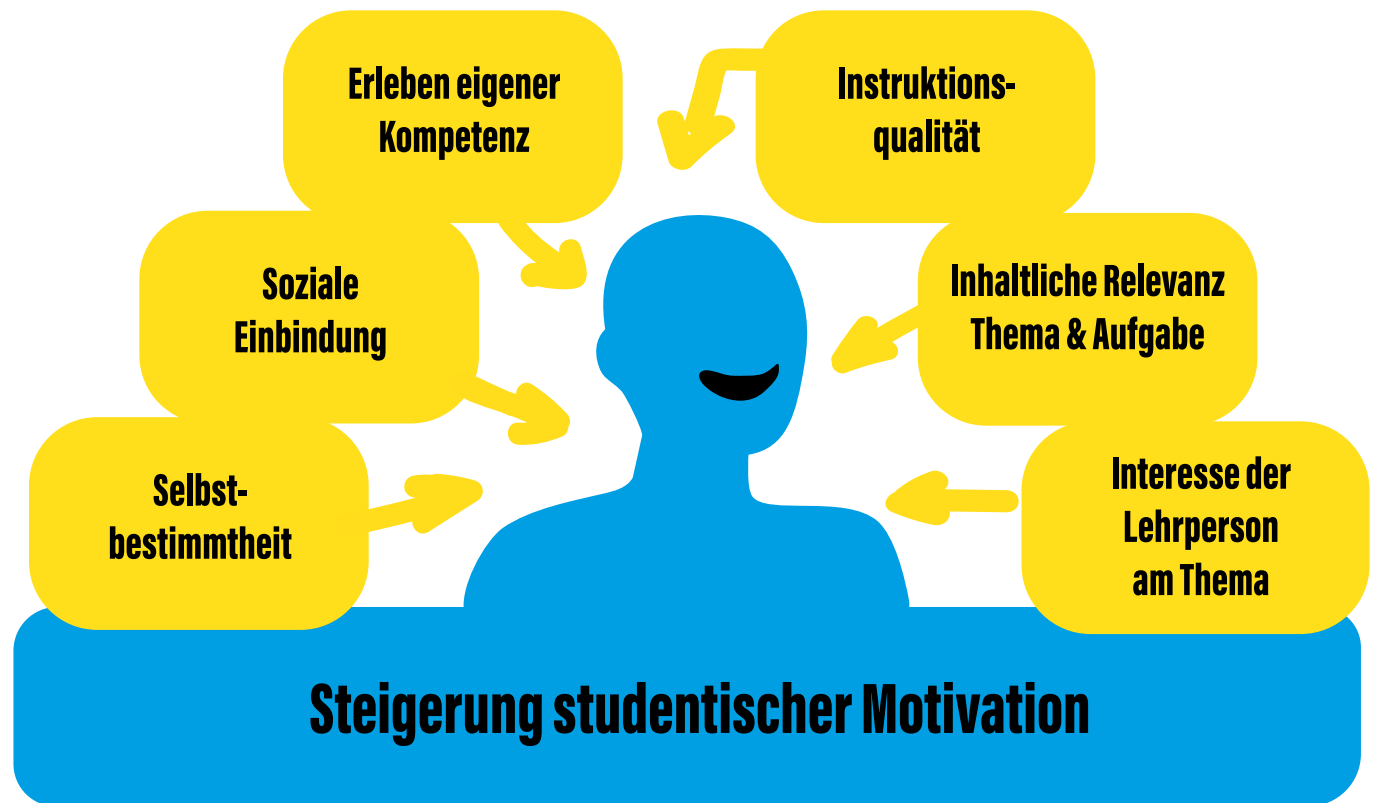 Erleben eigener
Kompetenz
Instruktions-
qualität
Soziale
Einbindung
Inhaltliche Relevanz
Thema & Aufgabe
Selbst-
bestimmtheit
Interesse der
Lehrperson
am Thema
Steigerung studentischer Motivation